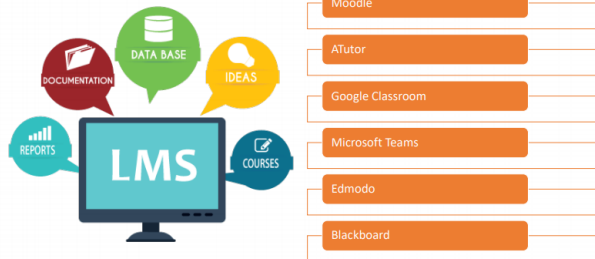 DATA BASE
DOCUMENTATION
IDEAS
REPORTS
COURSES
LMS
Moodle
ATutor
Google Classroom
Microsoft Teams
Edmodo
Blackboard